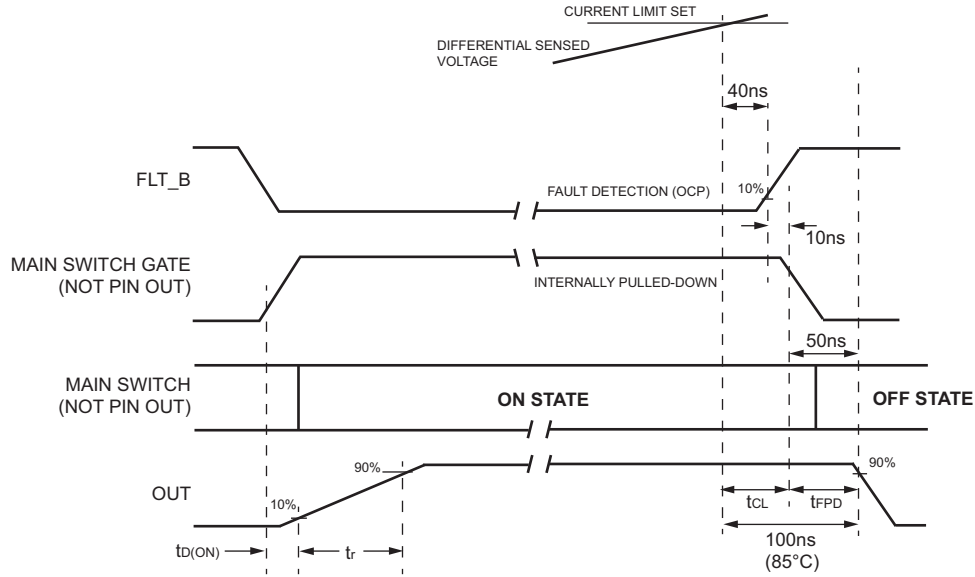 CURRENT LIMIT SET
DIFFERENTIAL SENSED
VOLTAGE
40ns
FLT_B
FAULT DETECTION (OCP)
10%
10ns
MAIN SWITCH GATE
(NOT PIN OUT)
INTERNALLY PULLED-DOWN
50ns
MAIN SWITCH
(NOT PIN OUT)
ON STATE
OFF STATE
90%
90%
OUT
10%
tCL
tFPD
tD(ON)
tr
100ns
(85°C)